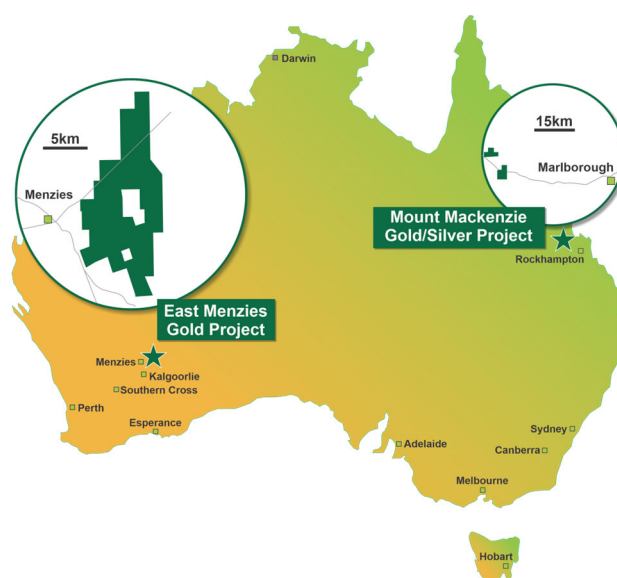 Darwin
5km
15km
Menzies
Marlborough
Mount Mackenzie
Gold/Silver Project
Rockhampton
East Menzies
Gold Project
Menzies
Kalgoorlie
Southern Cross
Perth
Esperance
Sydney
Adelaide
Canberra
Melbourne
Hobart